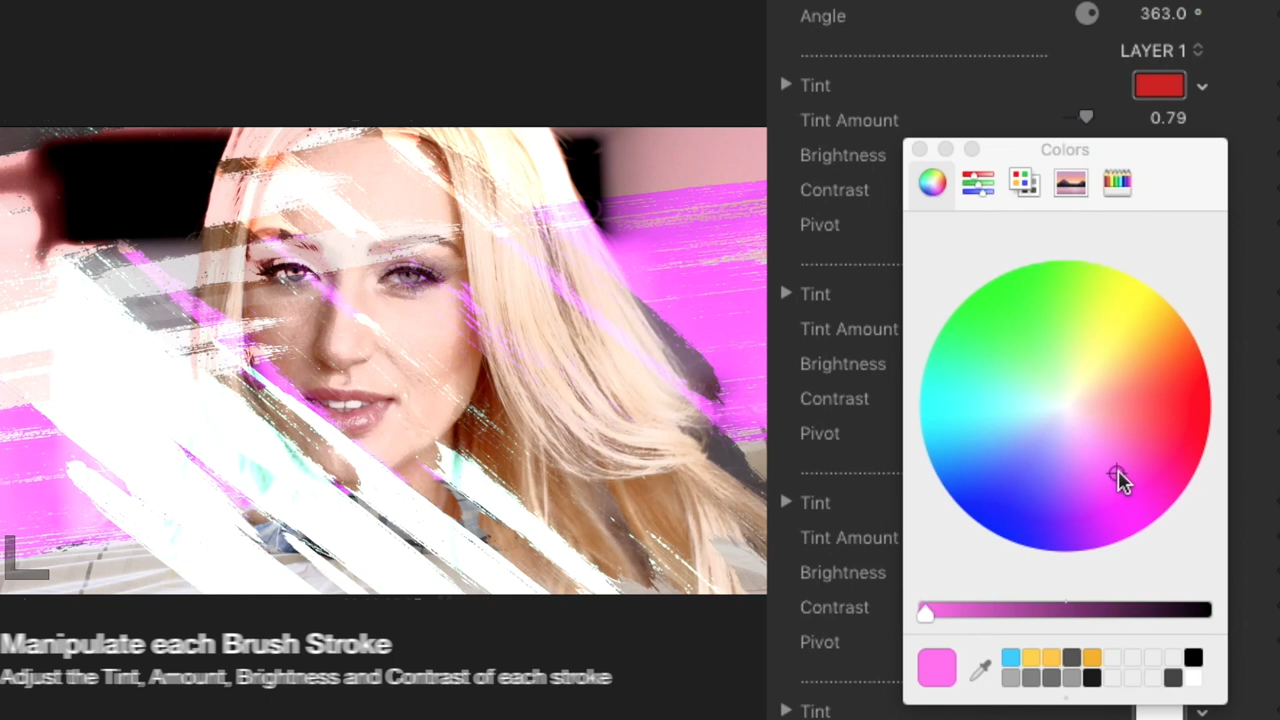 Angle
363.0 °
LAYER 1
Tint
Tint Amount
0.79
Brightness
Contrast
Pivot
Tint
Tint Amount
Brightness
Contrast
Pivot
Tint
Tint Amount
Brightness
Contrast
Pivot
Tint
Colors
Manipulate each Brush Stroke
Adjust the Tint, Amount, Brightness and Contrast of each stroke